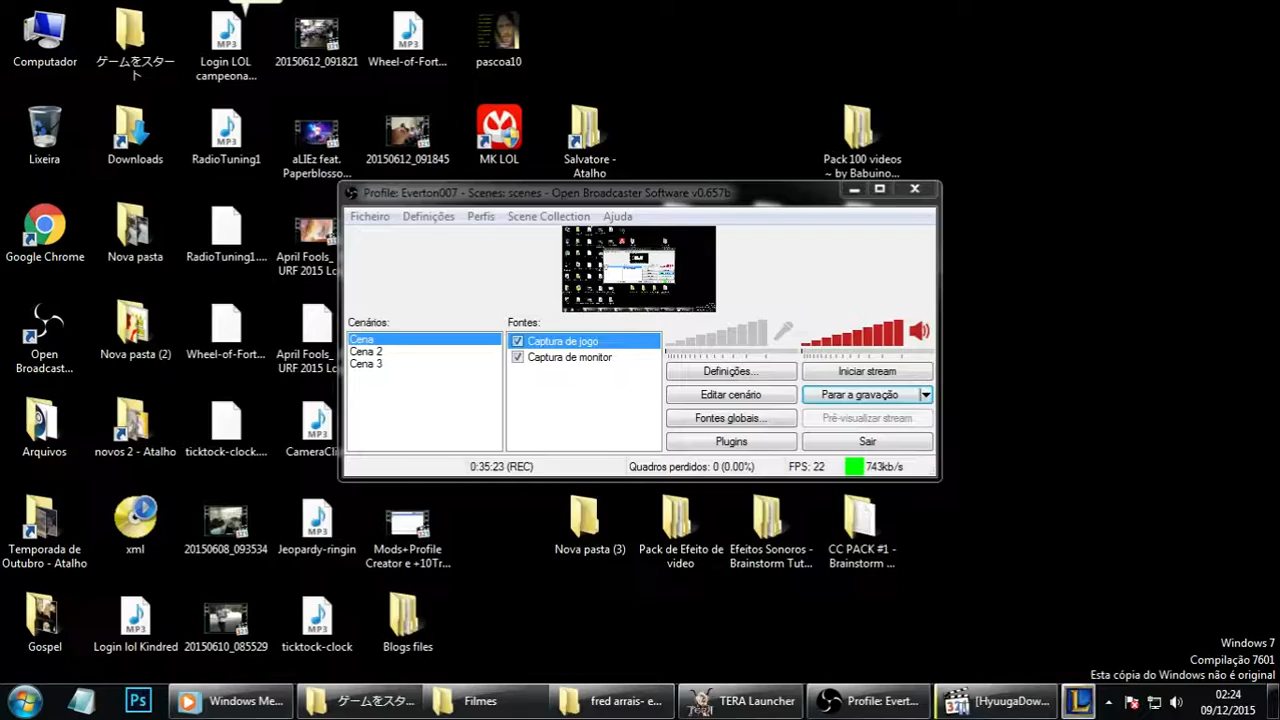 Computador
ゲームをスター
ト
Login LOL
campeona...
20150612_091821
Wheel-of-Fort...
pascoa10
Lixeira
Downloads
RadioTuning1
aLIEz feat.
Paperblosso...
20150612_091845
MK LOL
Salvatore -
Atalho
Pack 100 videos
~ by Babuino...
Google Chrome
Nova pasta
RadioTuning1....
April Fools_
URF 2015 Lo
Open
Broadcast...
Nova pasta (2)
Wheel-of-Fort...
April Fools_
URF 2015 Lo
Arquivos
novos 2 - Atalho
ticktock-clock....
CameraCli
Profile: Everton007 - Scenes: scenes - Open Broadcaster Software v0.657b
Ficheiro
Definições
Perfis
Scene Collection
Ajuda
Cenários:
Fontes:
Cena
Cena 2
Cena 3
Captura de jogo
Captura de monitor
Definições...
Iniciar stream
Editar cenário
Parar a gravação
Fontes globais...
Pré-visualizar stream
Plugins
Sair
0:35:23 (REC)
Quadros perdidos: 0 (0.00%)
FPS: 22
743kb/s
Temporada de
Outubro - Atalho
xml
20150608_093534
Jeopardy-ringin
Mods+Profile
Creator e +10Tr...
Nova pasta (3)
Pack de Efeito de
video
Efeitos Sonoros -
Brainstorm Tut...
CC PACK #1 -
Brainstorm ...
Gospel
Login lol Kindred
20150610_085529
ticktock-clock
Blogs files
Windows 7
Compilação 7601
Esta cópia do Windows não é original
Ps
Windows Me...
ゲームをスタ...
Filmes
fred arrais- e...
TERA Launcher
Profile: Evert...
[HyuugaDow...
02:24
09/12/2015